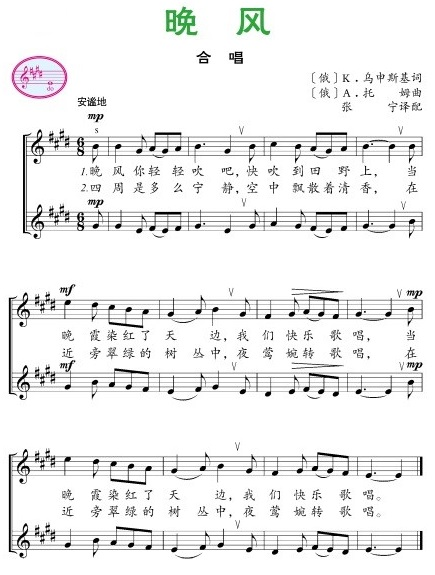 晚 风
合 唱
do
〔俄〕K．乌申斯基词
〔俄〕A．托 姆曲
张 宁译配
安谧地
mp
s
6 8
1.晚 风 你 轻 轻 吹 吧，快 吹 到 田 野 上， 当
2.四 周 是 多 么 宁 静，空 中 飘 散 着 清 香， 在
mp
6 8
mf mp
晚 霞 染 红 了 天 边，我 们 快 乐 歌 唱， 当
近 旁 翠 绿 的 树 丛 中，夜 莺 婉 转 歌 唱， 在
mf mp
晚 霞 染 红 了 天 边，我 们 快 乐 歌 唱。
近 旁 翠 绿 的 树 丛 中，夜 莺 婉 转 歌 唱。